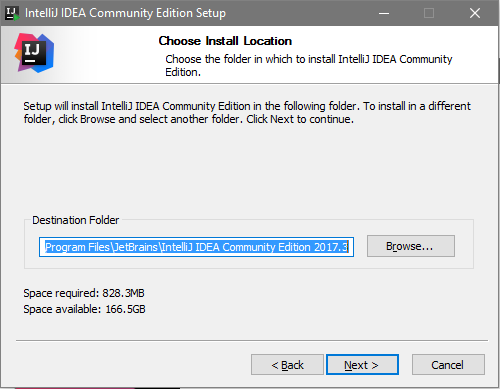 IntelliJ IDEA Community Edition Setup
IJ
Choose Install Location
Choose the folder in which to install IntelliJ IDEA Community
Edition.
Setup will install IntelliJ IDEA Community Edition in the following folder. To install in a different
folder, click Browse and select another folder. Click Next to continue.
Destination Folder
Program Files\JetBrains\IntelliJ IDEA Community Edition 2017.3
Browse...
Space required: 828.3MB
Space available: 166.5GB
< Back
Next >
Cancel